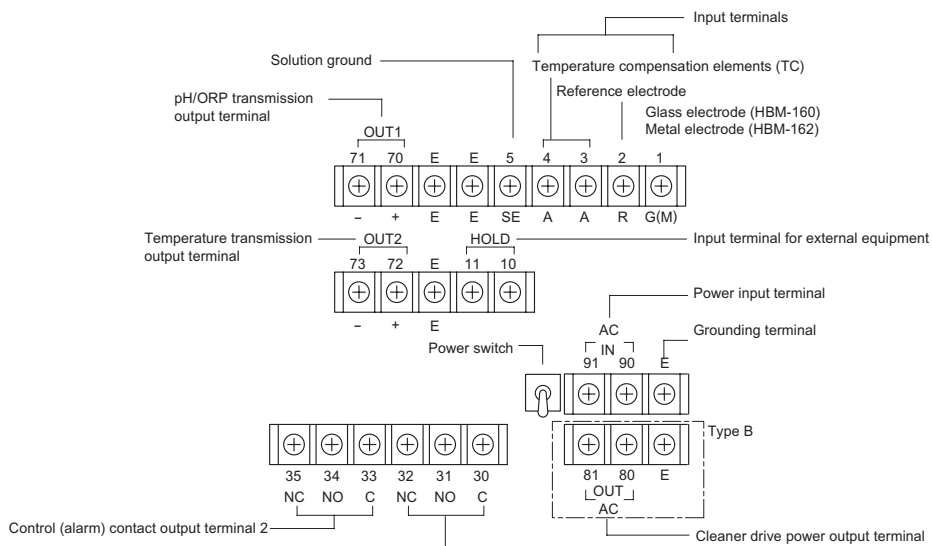 Input terminals
Solution ground
Temperature compensation elements (TC)
Reference electrode
pH/ORP transmission
output terminal
Glass electrode (HBM-160)
Metal electrode (HBM-162)
OUT1
71 70 E E 5 4 3 2 1
– + E E SE A A R G(M)
Temperature transmission
output terminal
OUT2 HOLD
Input terminal for external equipment
73 72 E 11 10
– + E
Power input terminal
AC
IN
Grounding terminal
Power switch
91 90 E
Type B
35 34 33 32 31 30
NC NO C NC NO C
81 80 E
OUT
AC
Control (alarm) contact output terminal 2
Cleaner drive power output terminal